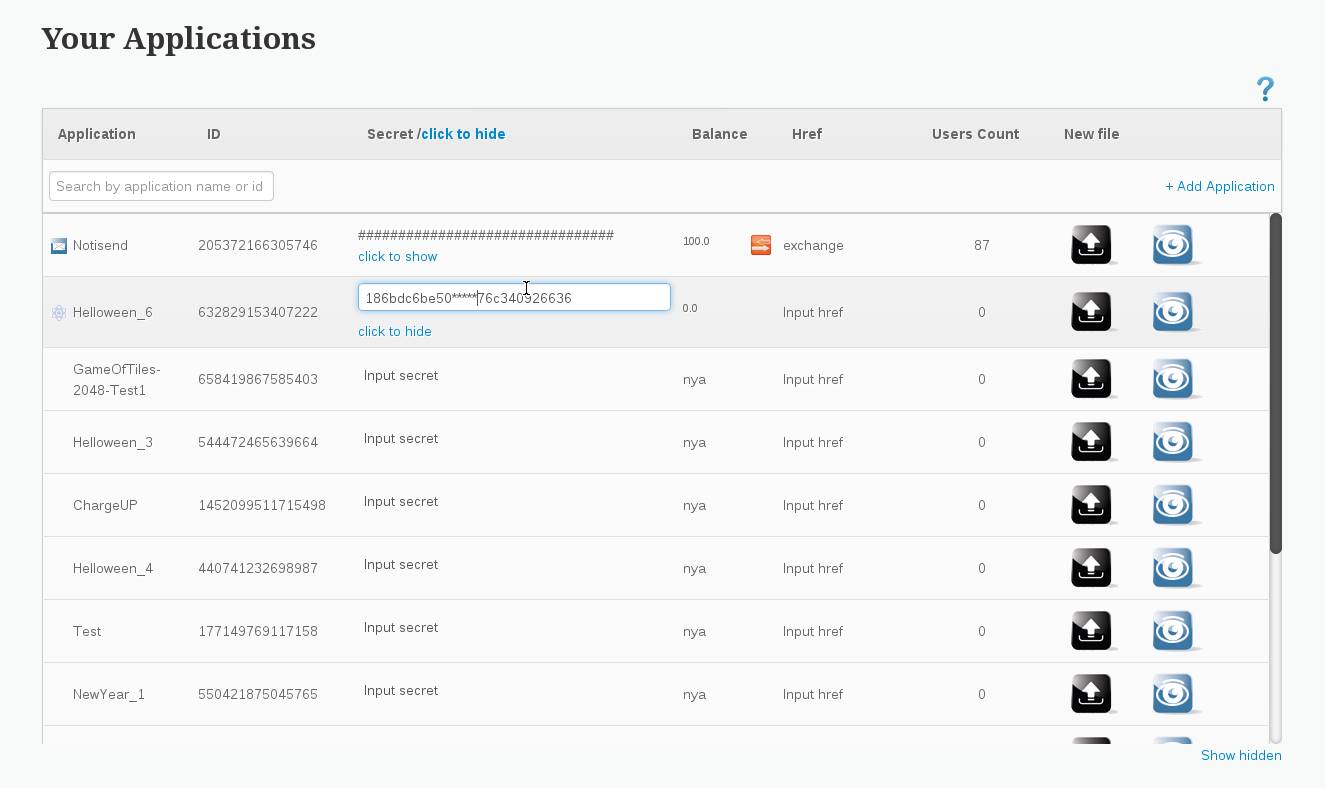 Your Applications
?
Application ID Secret /click to hide Balance Href Users Count New file
Search by application name or id + Add Application
Notisend 205372166305746 ################################ 100.0 exchange 87
click to show
Helloween_6 632829153407222 186bdc6be50*****76c340926636 0.0 Input href 0
click to hide
GameOfTiles-
2048-Test1 658419867585403 Input secret nya Input href 0
Helloween_3 544472465639664 Input secret nya Input href 0
ChargeUP 1452099511715498 Input secret nya Input href 0
Helloween_4 440741232698987 Input secret nya Input href 0
Test 177149769117158 Input secret nya Input href 0
NewYear_1 550421875045765 Input secret nya Input href 0
Show hidden